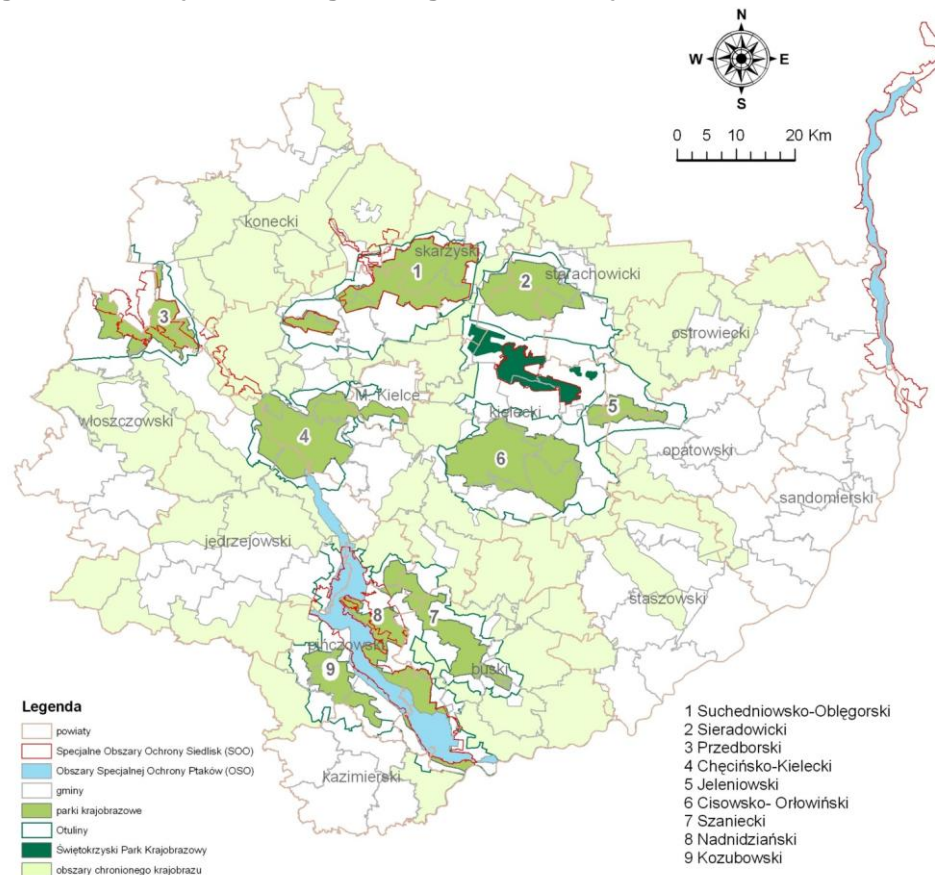 N
W E
S
0 5 10 20 Km
konecki
skarżyski
1
2
starachowicki
3
ostrowiecki
M. Kielce
włoszczowski
kielecki
5
4
6
opatowski
sandomierski
jędrzejowski
staszowski
8
7
pińczowski
9
buski
kazimierski
Legenda
powiaty
Specjalne Obszary Ochrony Siedlisk (SOO)
Obszary Specjalnej Ochrony Ptaków (OSO)
gminy
parki krajobrazowe
Otuliny
Świętokrzyski Park Krajobrazowy
obszary chronionego krajobrazu
1 Suchedniowsko-Oblęgorski
2 Sieradowicki
3 Przedborski
4 Chęcińsko-Kielecki
5 Jeleniowski
6 Cisowsko- Orłowiński
7 Szaniecki
8 Nadnidziański
9 Kozubowski